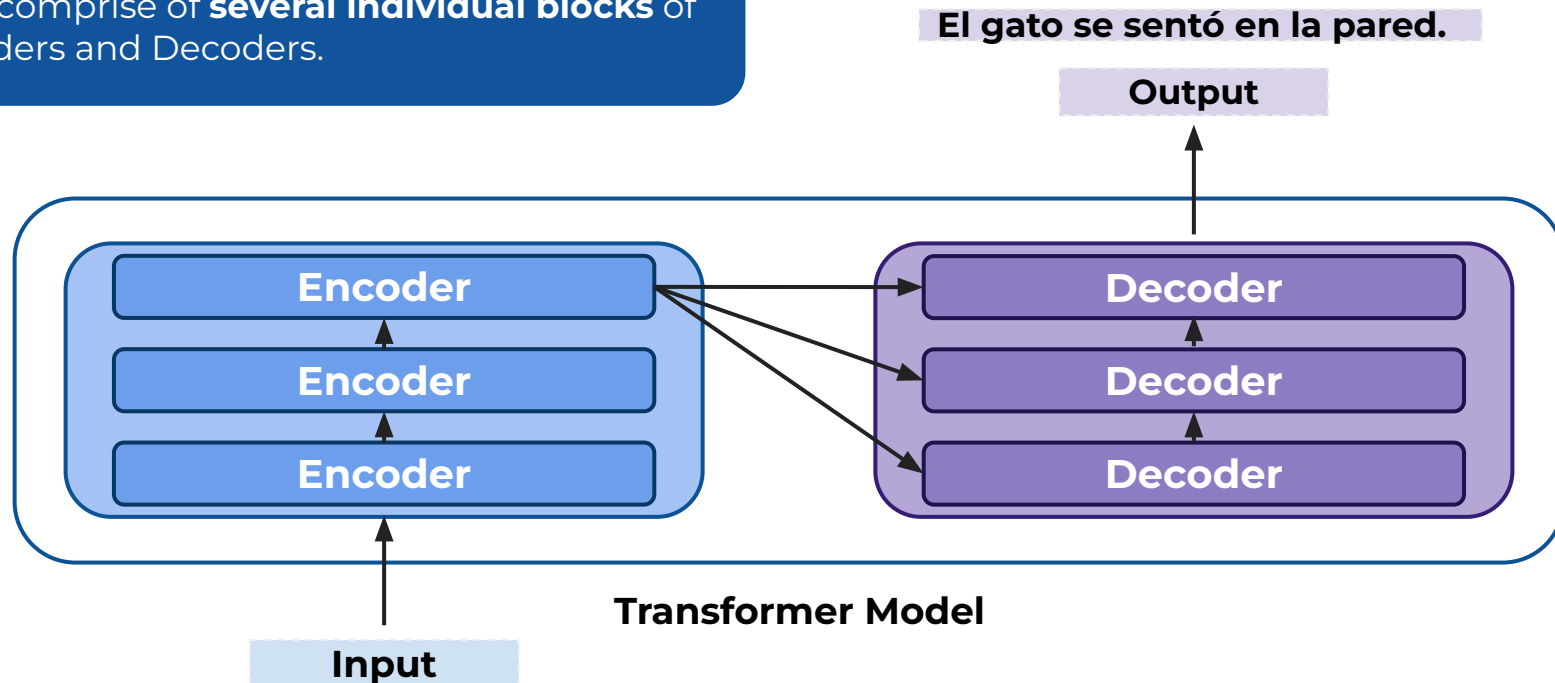 comprise of several individual blocks of
ders and Decoders.
El gato se sentó en la pared.
Output
Encoder
Encoder
Encoder
Decoder
Decoder
Decoder
Transformer Model
Input